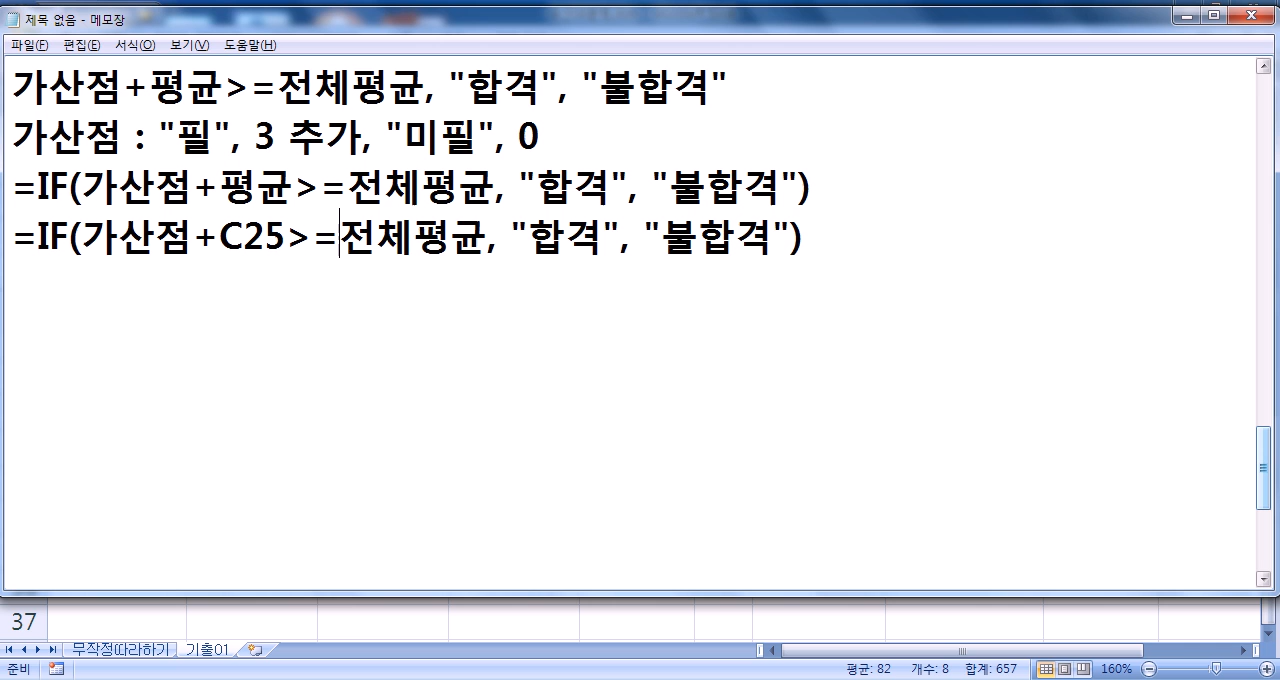 제목 없음 - 메모장
파일(F) 편집(E) 서식(O) 보기(V) 도움말(H)
가산점+평균>=전체평균, "합격", "불합격"
가산점 : "필", 3 추가, "미필", 0
=IF(가산점+평균>=전체평균, "합격", "불합격")
=IF(가산점+C25>=전체평균, "합격", "불합격")
37
무작정따라하기 기출01
준비 평균: 82 개수: 8 합계: 657 160%